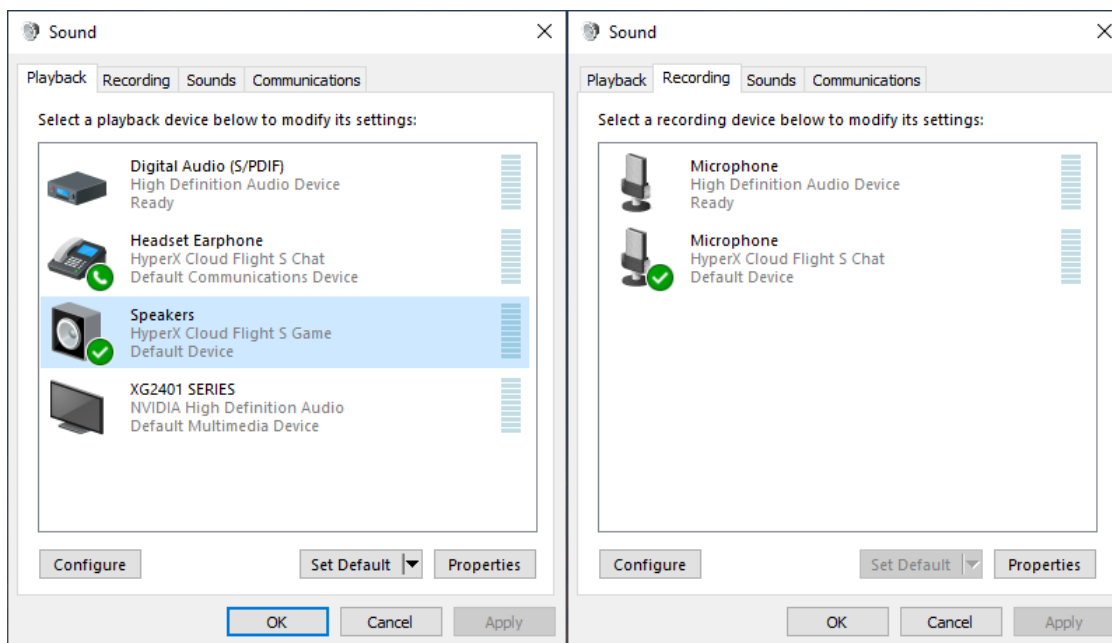 Sound
Playback Recording Sounds Communications
Select a playback device below to modify its settings:
Digital Audio (S/PDIF)
High Definition Audio Device
Ready
Headset Earphone
HyperX Cloud Flight S Chat
Default Communications Device
Speakers
HyperX Cloud Flight S Game
Default Device
XG2401 SERIES
NVIDIA High Definition Audio
Default Multimedia Device
Configure Set Default Properties
OK Cancel Apply
Sound
Playback Recording Sounds Communications
Select a recording device below to modify its settings:
Microphone
High Definition Audio Device
Ready
Microphone
HyperX Cloud Flight S Chat
Default Device
Configure Set Default Properties
OK Cancel Apply